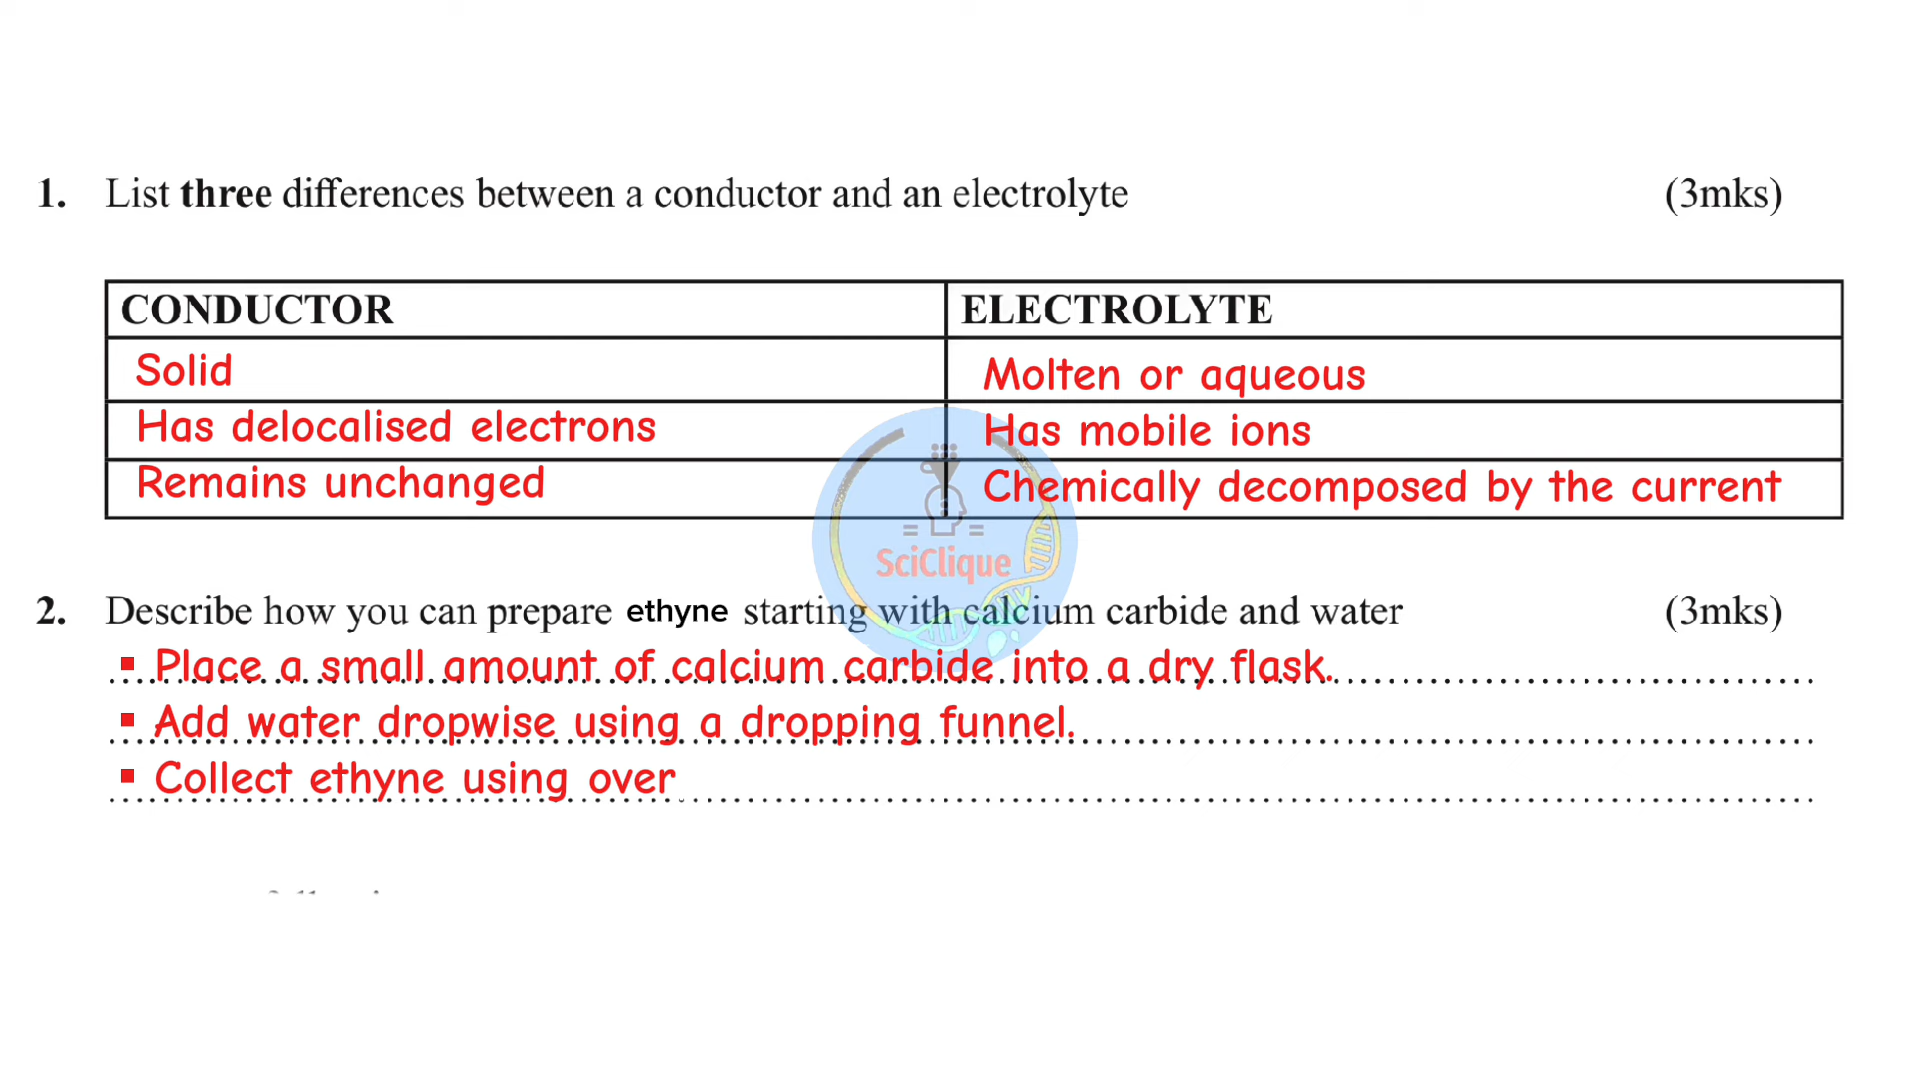 1. List three differences between a conductor and an electrolyte (3mks)
CONDUCTOR ELECTROLYTE
Solid Molten or aqueous
Has delocalised electrons Has mobile ions
Remains unchanged Chemically decomposed by the current
SciClique
2. Describe how you can prepare ethyne starting with calcium carbide and water (3mks)
▪ Place a small amount of calcium carbide into a dry flask.
▪ Add water dropwise using a dropping funnel.
▪ Collect ethyne using over